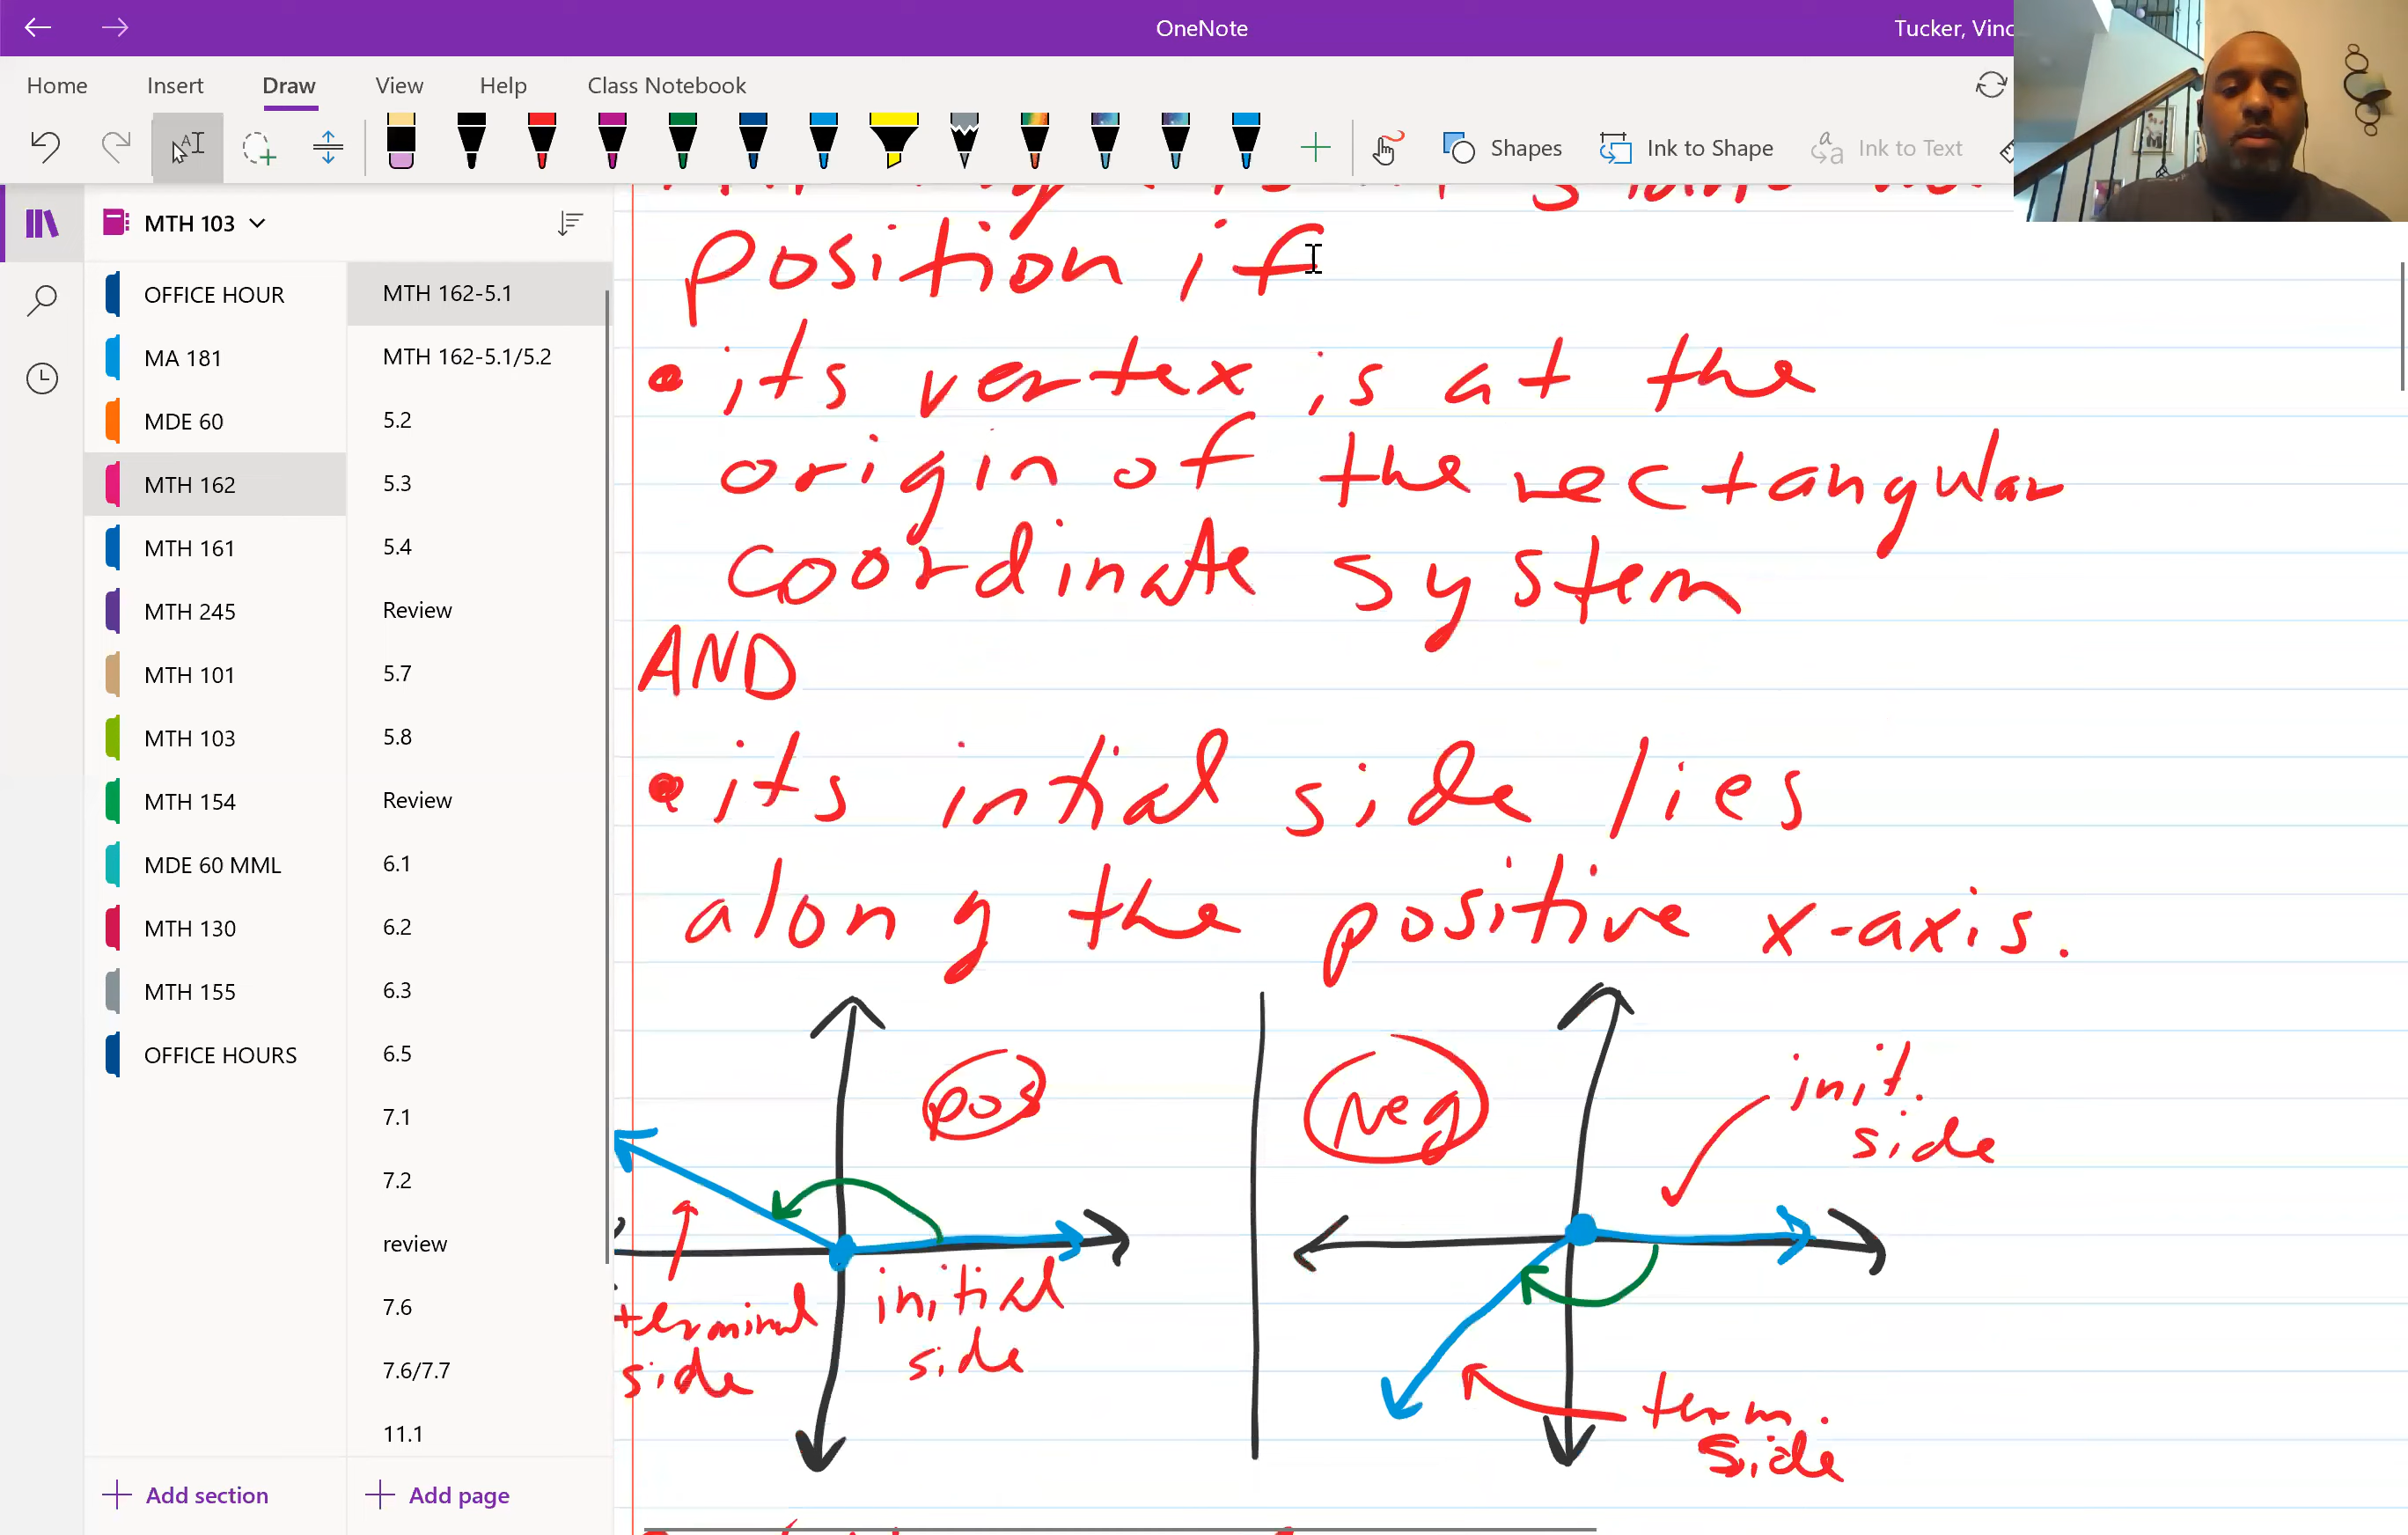 OneNote
Tucker, Vinc
Home Insert Draw View Help Class Notebook
Shapes Ink to Shape Ink to Text
MTH 103
OFFICE HOUR
MA 181
MDE 60
MTH 162
MTH 161
MTH 245
MTH 101
MTH 103
MTH 154
MDE 60 MML
MTH 130
MTH 155
OFFICE HOURS
Add section
MTH 162-5.1
MTH 162-5.1/5.2
5.2
5.3
5.4
Review
5.7
5.8
Review
6.1
6.2
6.3
6.5
7.1
7.2
review
7.6
7.6/7.7
11.1
Add page
position if
• its vertex is at the
origin of the rectangular
coordinate system
AND
• its intial side lies
along the positive x-axis.
pos
terminal
side
initial
side
Neg
init.
side
term.
side